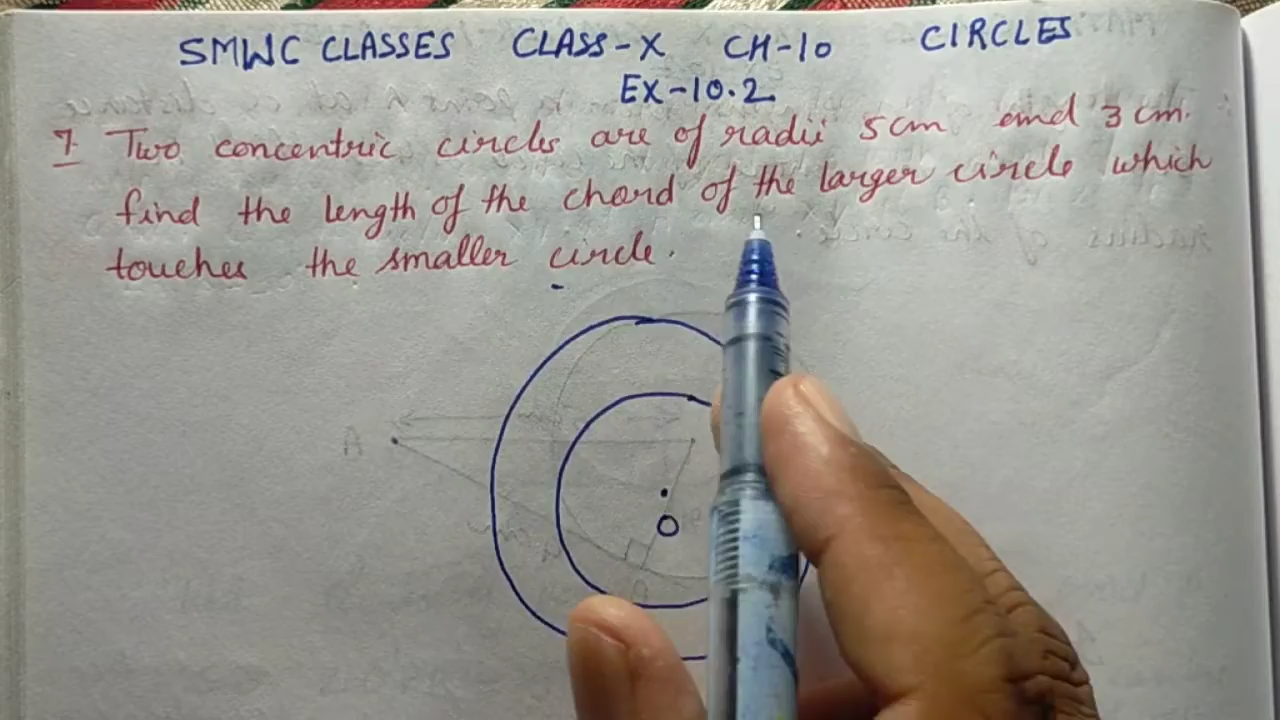 SMWC CLASSES CLASS-X CH-10 CIRCLES
EX-10.2
7. Two concentric circles are of radii 5cm and 3 cm.
find the length of the chord of the larger circle which
touches the smaller circle.
O